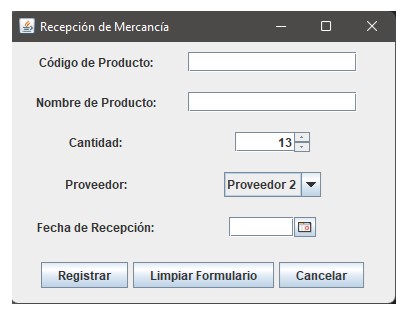 Recepción de Mercancía
Código de Producto:
Nombre de Producto:
Cantidad: 13
Proveedor: Proveedor 2
Fecha de Recepción:
Registrar Limpiar Formulario Cancelar